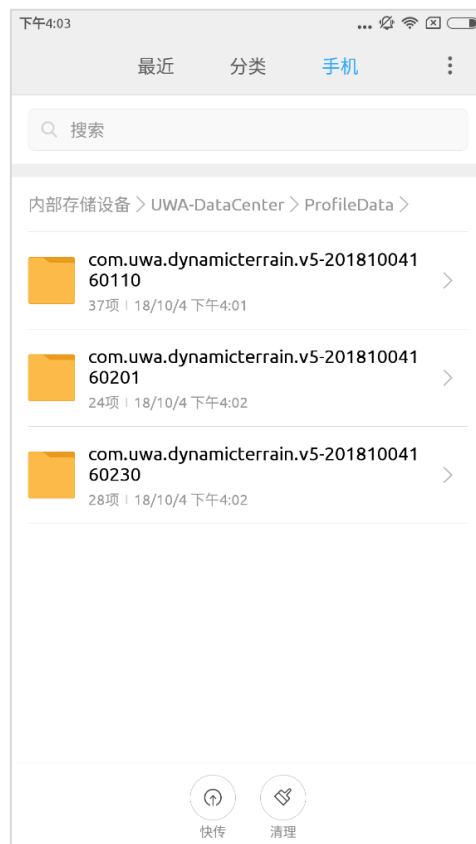 下午4:03
最近 分类 手机
搜索
内部存储设备 > UWA-DataCenter > ProfileData >
com.uwa.dynamicterrain.v5-201810041
60110
37项 | 18/10/4 下午4:01
com.uwa.dynamicterrain.v5-201810041
60201
24项 | 18/10/4 下午4:02
com.uwa.dynamicterrain.v5-201810041
60230
28项 | 18/10/4 下午4:02
快传 清理